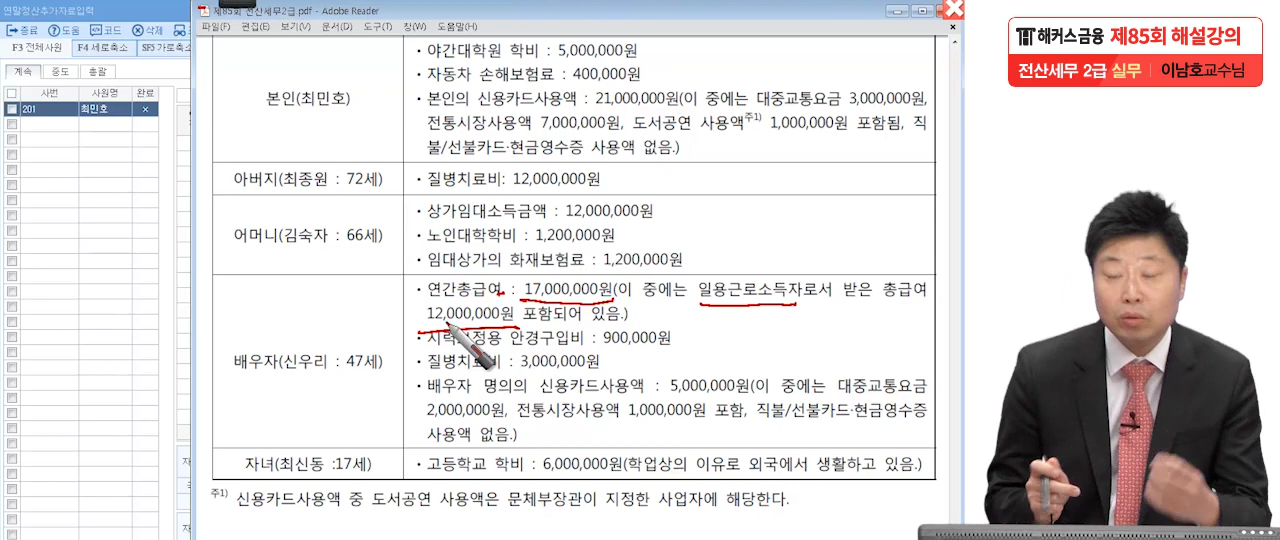 연말정산추가자료입력
종료 도움 코드 삭제
F3 전체사원 F4 세로축소 SF5 가로축소
계속 중도 총괄
사번 사원명 완료
201 최민호 ×
제85회 전산세무2급.pdf - Adobe Reader
파일(F) 편집(E) 보기(V) 문서(D) 도구(T) 창(W) 도움말(H)
• 야간대학원 학비 : 5,000,000원
• 자동차 손해보험료 : 400,000원
본인(최민호)
• 본인의 신용카드사용액 : 21,000,000원(이 중에는 대중교통요금 3,000,000원,
전통시장사용액 7,000,000원, 도서공연 사용액주1) 1,000,000원 포함됨, 직
불/선불카드·현금영수증 사용액 없음.)
아버지(최종원 : 72세)
• 질병치료비: 12,000,000원
어머니(김숙자 : 66세)
• 상가임대소득금액 : 12,000,000원
• 노인대학학비 : 1,200,000원
• 임대상가의 화재보험료 : 1,200,000원
배우자(신우리 : 47세)
• 연간총급여 : 17,000,000원(이 중에는 일용근로소득자로서 받은 총급여
12,000,000원 포함되어 있음.)
• 시력교정용 안경구입비 : 900,000원
• 질병치료비 : 3,000,000원
• 배우자 명의의 신용카드사용액 : 5,000,000원(이 중에는 대중교통요금
2,000,000원, 전통시장사용액 1,000,000원 포함, 직불/선불카드·현금영수증
사용액 없음.)
자녀(최신동 :17세)
• 고등학교 학비 : 6,000,000원(학업상의 이유로 외국에서 생활하고 있음.)
주1) 신용카드사용액 중 도서공연 사용액은 문체부장관이 지정한 사업자에 해당한다.
해커스금융 제85회 해설강의
전산세무 2급 실무 이남호교수님